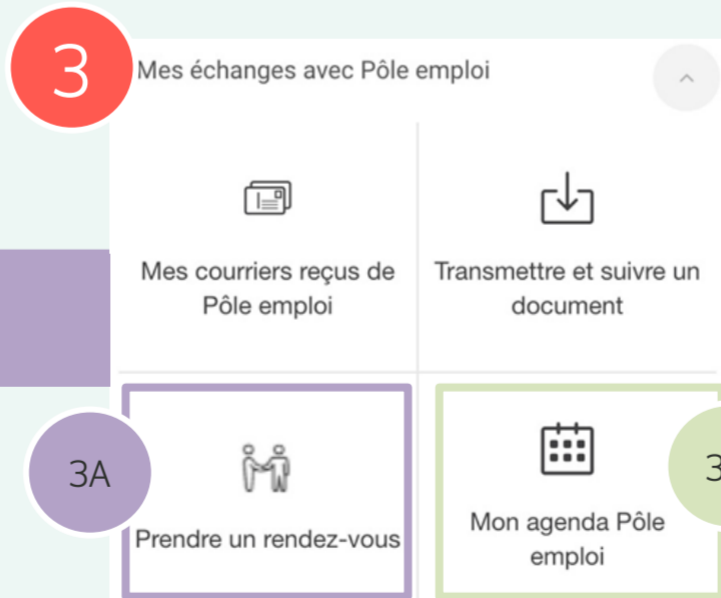 3
Mes échanges avec Pôle emploi
Mes courriers reçus de
Pôle emploi
Transmettre et suivre un
document
3A
Prendre un rendez-vous
Mon agenda Pôle
emploi
3